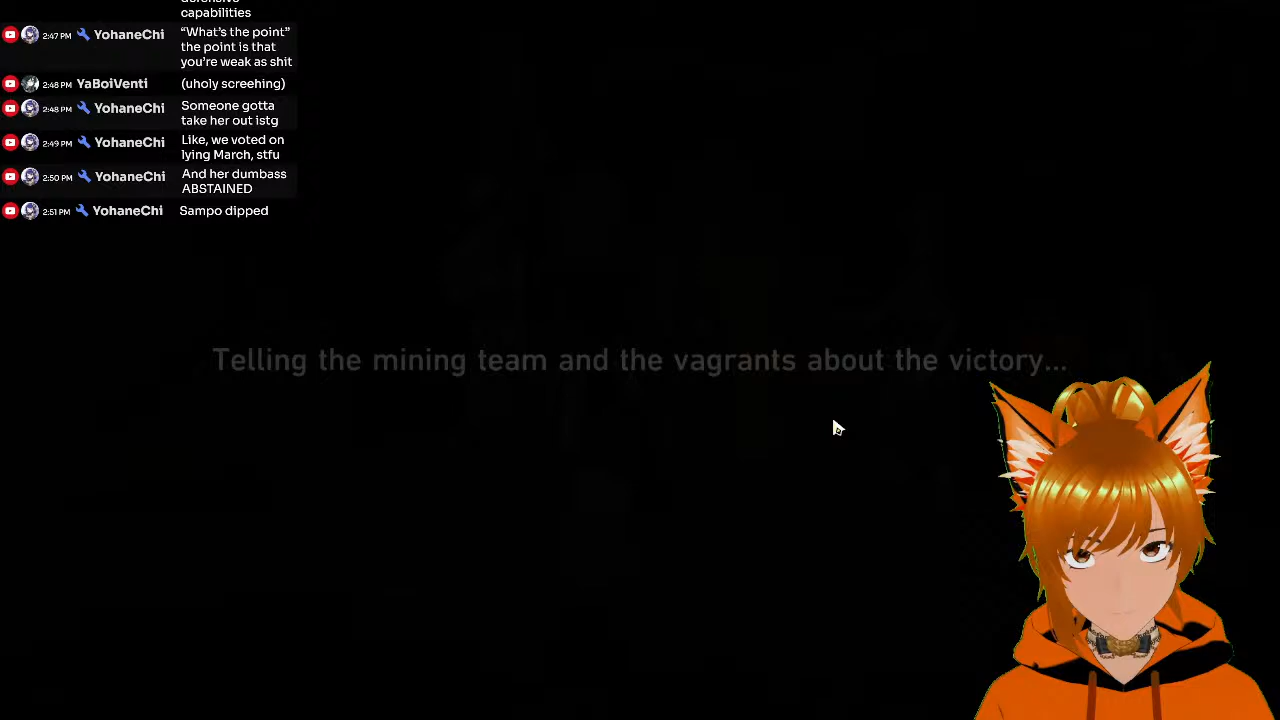 defensive
capabilities
2:47 PM YohaneChi “What’s the point”
the point is that
you’re weak as shit
2:48 PM YaBoiVenti (uholy screehing)
2:48 PM YohaneChi Someone gotta
take her out istg
2:49 PM YohaneChi Like, we voted on
lying March, stfu
2:50 PM YohaneChi And her dumbass
ABSTAINED
2:51 PM YohaneChi Sampo dipped
Telling the mining team and the vagrants about the victory...